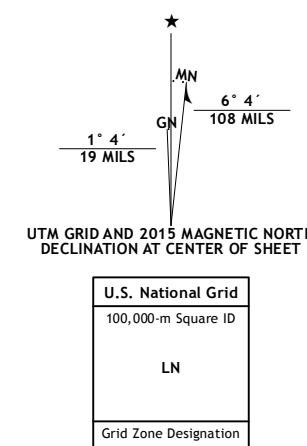 ★
MN
GN
6° 4´
108 MILS
1° 4´
19 MILS
UTM GRID AND 2015 MAGNETIC NORTH
DECLINATION AT CENTER OF SHEET
U.S. National Grid
100,000-m Square ID
LN
Grid Zone Designation